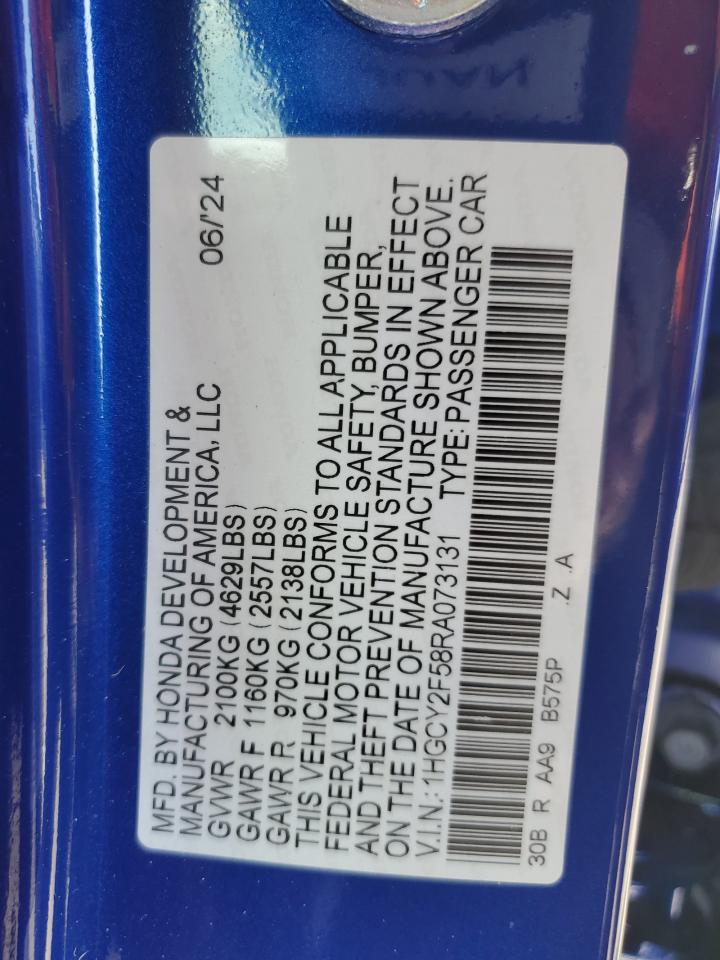 MFD. BY HONDA DEVELOPMENT &
MANUFACTURING OF AMERICA, LLC 06/'24
GVWR 2100KG (4629LBS)
GAWR F 1160KG (2557LBS)
GAWR R 970KG (2138LBS)
THIS VEHICLE CONFORMS TO ALL APPLICABLE
FEDERAL MOTOR VEHICLE SAFETY, BUMPER,
AND THEFT PREVENTION STANDARDS IN EFFECT
ON THE DATE OF MANUFACTURE SHOWN ABOVE.
V.I.N.: 1HGCY2F58RA073131 TYPE: PASSENGER CAR
30B R AA9 B575P .Z .A